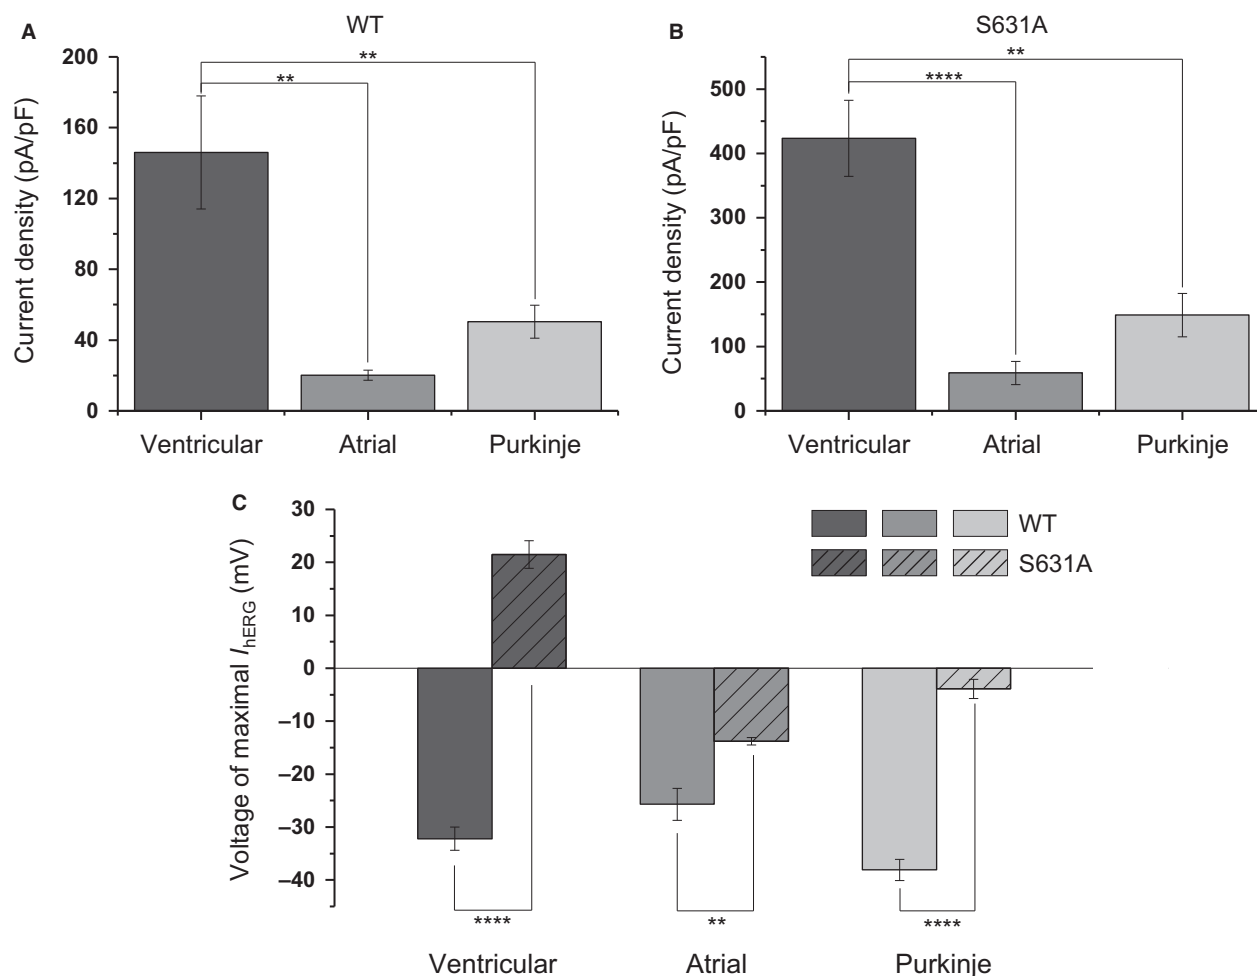 A
WT
Current density (pA/pF)
200
160
120
80
40
0
**
**
Ventricular
Atrial
Purkinje
B
S631A
Current density (pA/pF)
500
400
300
200
100
0
**
****
Ventricular
Atrial
Purkinje
C
Voltage of maximal IhERG (mV)
30
20
10
0
–10
–20
–30
–40
WT
S631A
****
**
****
Ventricular
Atrial
Purkinje